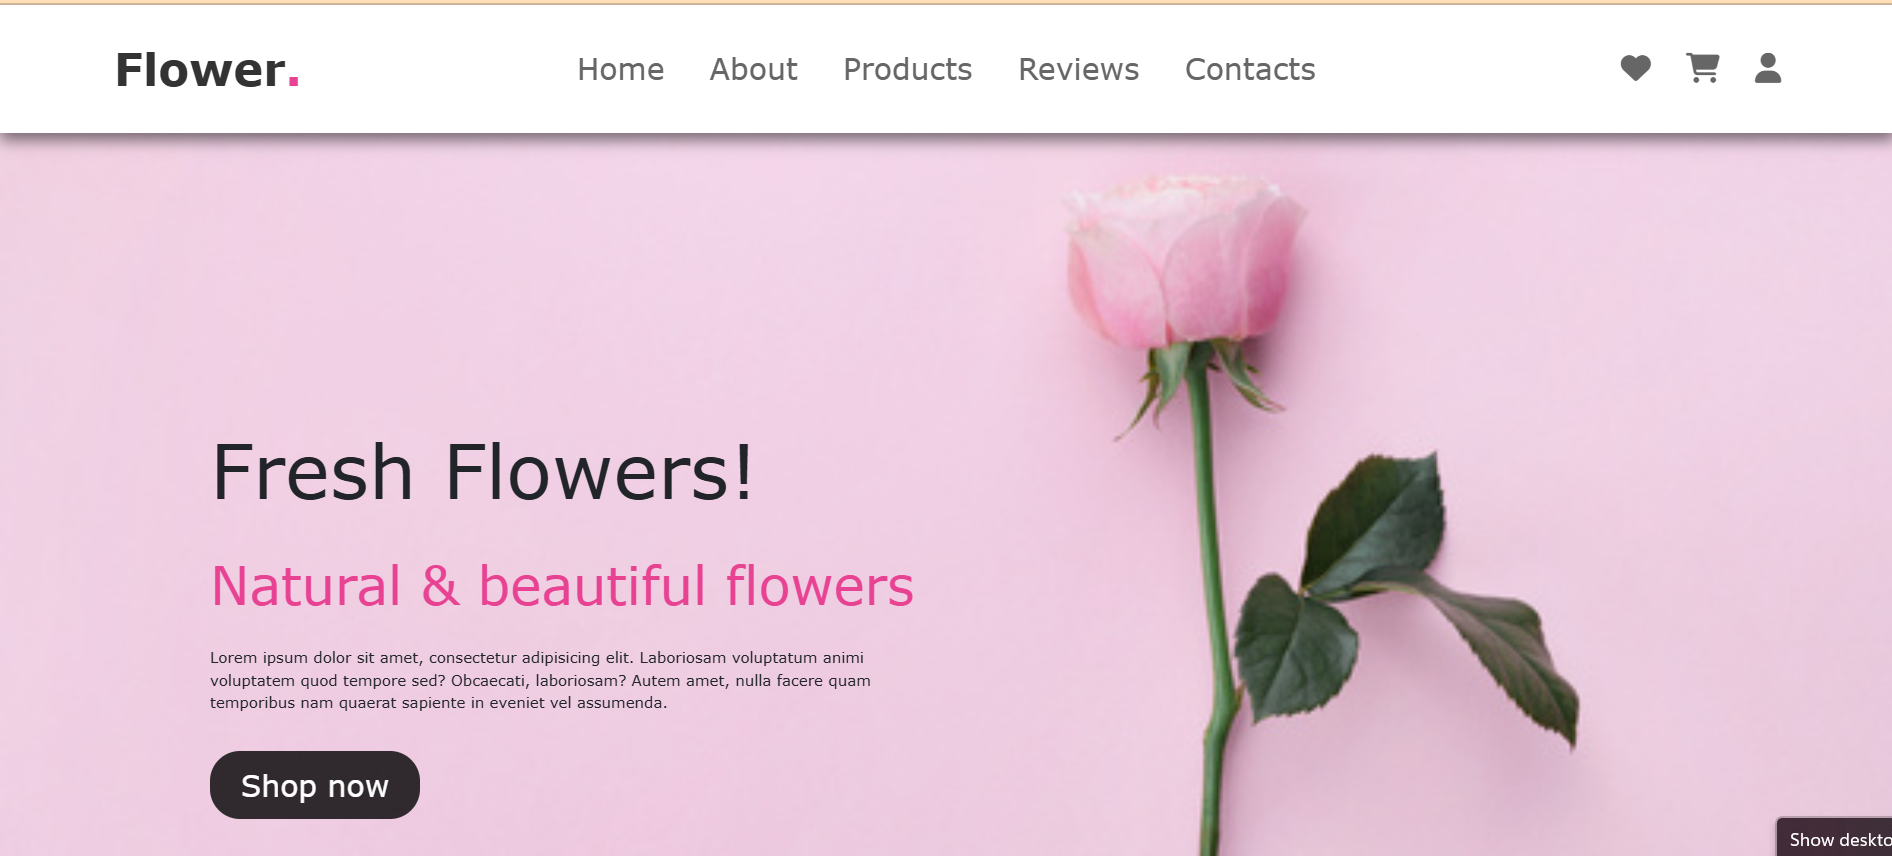 Flower.
Home About Products Reviews Contacts
Fresh Flowers!
Natural & beautiful flowers
Lorem ipsum dolor sit amet, consectetur adipisicing elit. Laboriosam voluptatum animi
voluptatem quod tempore sed? Obcaecati, laboriosam? Autem amet, nulla facere quam
temporibus nam quaerat sapiente in eveniet vel assumenda.
Shop now
Show deskto